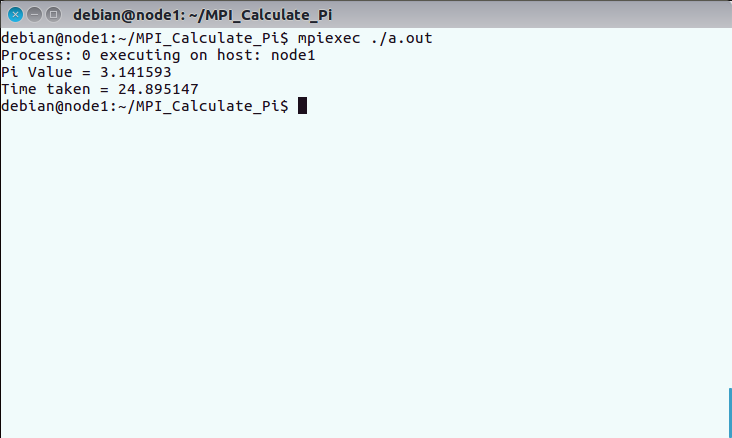 debian@node1: ~/MPI_Calculate_Pi
debian@node1:~/MPI_Calculate_Pi$ mpiexec ./a.out
Process: 0 executing on host: node1
Pi Value = 3.141593
Time taken = 24.895147
debian@node1:~/MPI_Calculate_Pi$